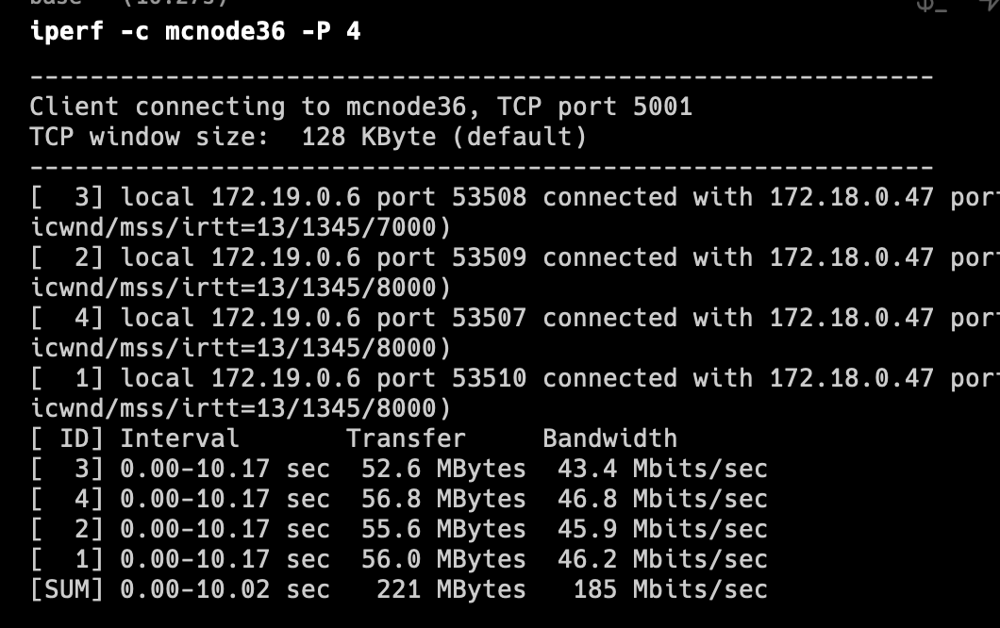 iperf -c mcnode36 -P 4
------------------------------------------------------------
Client connecting to mcnode36, TCP port 5001
TCP window size:  128 KByte (default)
------------------------------------------------------------
[  3] local 172.19.0.6 port 53508 connected with 172.18.0.47 port
icwnd/mss/irtt=13/1345/7000)
[  2] local 172.19.0.6 port 53509 connected with 172.18.0.47 port
icwnd/mss/irtt=13/1345/8000)
[  4] local 172.19.0.6 port 53507 connected with 172.18.0.47 port
icwnd/mss/irtt=13/1345/8000)
[  1] local 172.19.0.6 port 53510 connected with 172.18.0.47 port
icwnd/mss/irtt=13/1345/8000)
[ ID] Interval       Transfer     Bandwidth
[  3] 0.00-10.17 sec  52.6 MBytes  43.4 Mbits/sec
[  4] 0.00-10.17 sec  56.8 MBytes  46.8 Mbits/sec
[  2] 0.00-10.17 sec  55.6 MBytes  45.9 Mbits/sec
[  1] 0.00-10.17 sec  56.0 MBytes  46.2 Mbits/sec
[SUM] 0.00-10.02 sec   221 MBytes   185 Mbits/sec